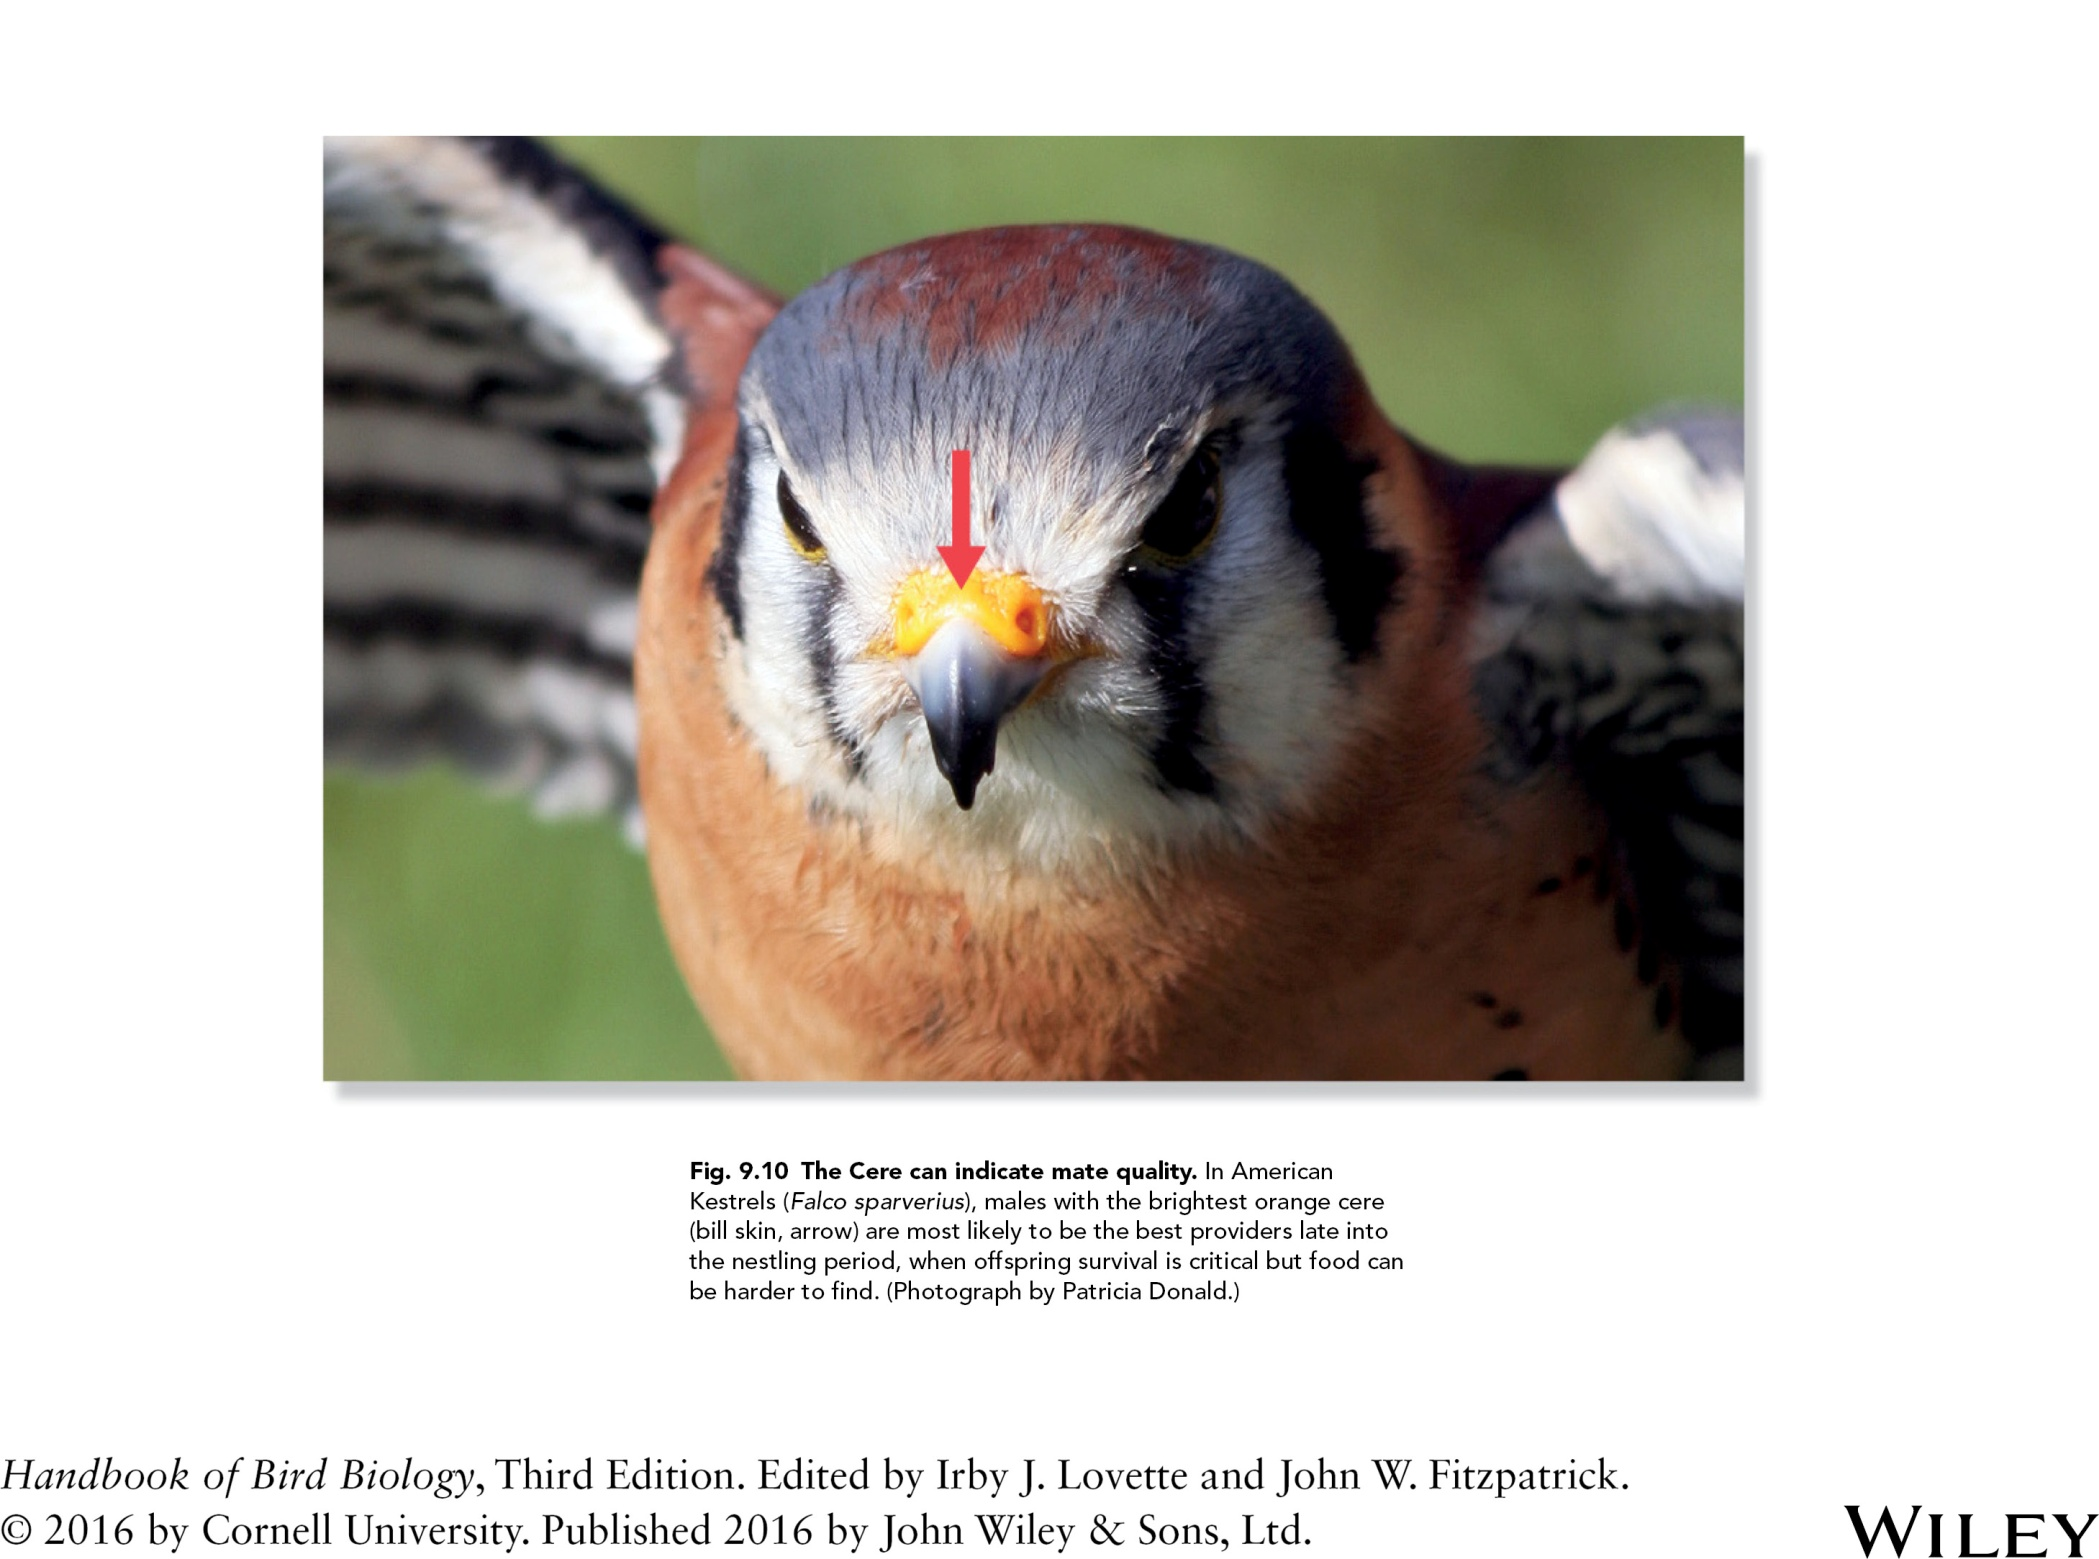 Fig. 9.10 The Cere can indicate mate quality. In American
Kestrels (Falco sparverius), males with the brightest orange cere
(bill skin, arrow) are most likely to be the best providers late into
the nestling period, when offspring survival is critical but food can
be harder to find. (Photograph by Patricia Donald.)
Handbook of Bird Biology, Third Edition. Edited by Irby J. Lovette and John W. Fitzpatrick.
© 2016 by Cornell University. Published 2016 by John Wiley & Sons, Ltd.
WILEY